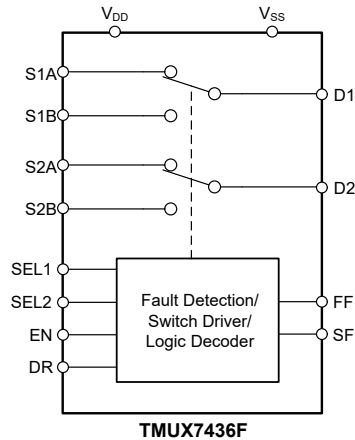 VDD
VSS
S1A
D1
S1B
S2A
D2
S2B
SEL1
SEL2
EN
DR
Fault Detection/
Switch Driver/
Logic Decoder
FF
SF
TMUX7436F